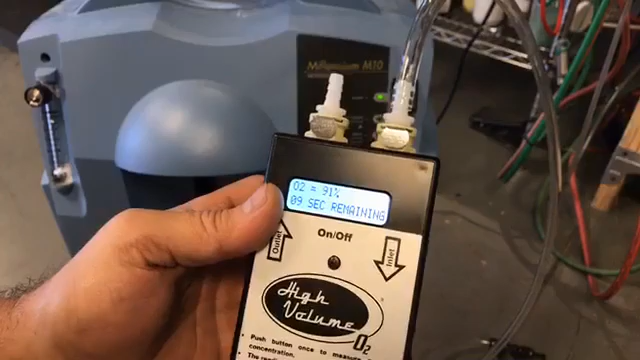 Millennium M10
O2 = 91%
09 SEC REMAINING
On/Off
Outlet
Inlet
High
Volume O2
• Push button once to measure
concentration.
• The